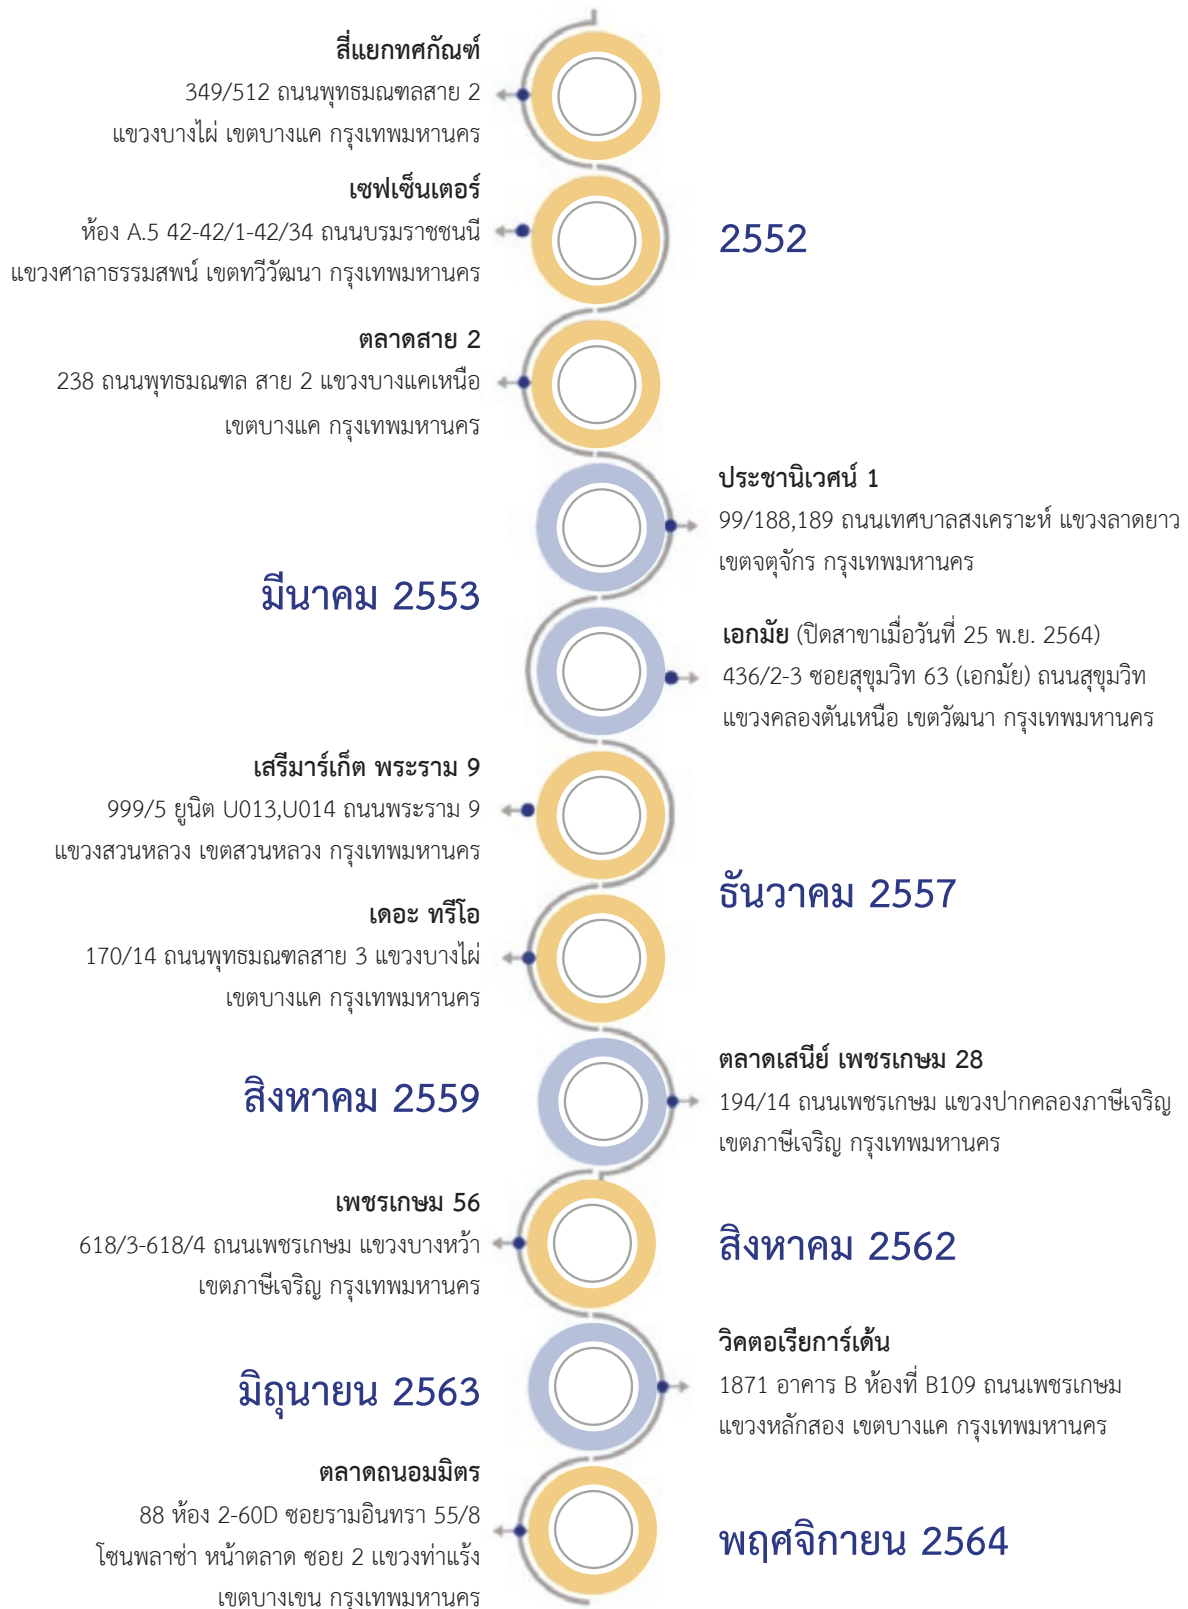 สี่แยกทศกัณฑ์
349/512 ถนนพุทธมณฑลสาย 2
แขวงบางไผ่ เขตบางแค กรุงเทพมหานคร
เซฟเซ็นเตอร์
ห้อง A.5 42-42/1-42/34 ถนนบรมราชชนนี
แขวงศาลาธรรมสพน์ เขตทวีวัฒนา กรุงเทพมหานคร
2552
ตลาดสาย 2
238 ถนนพุทธมณฑล สาย 2 แขวงบางแคเหนือ
เขตบางแค กรุงเทพมหานคร
ประชานิเวศน์ 1
99/188,189 ถนนเทศบาลสงเคราะห์ แขวงลาดยาว
เขตจตุจักร กรุงเทพมหานคร
มีนาคม 2553
เอกมัย (ปิดสาขาเมื่อวันที่ 25 พ.ย. 2564)
436/2-3 ซอยสุขุมวิท 63 (เอกมัย) ถนนสุขุมวิท
แขวงคลองตันเหนือ เขตวัฒนา กรุงเทพมหานคร
เสรีมาร์เก็ต พระราม 9
999/5 ยูนิต U013,U014 ถนนพระราม 9
แขวงสวนหลวง เขตสวนหลวง กรุงเทพมหานคร
ธันวาคม 2557
เดอะ ทรีโอ
170/14 ถนนพุทธมณฑลสาย 3 แขวงบางไผ่
เขตบางแค กรุงเทพมหานคร
ตลาดเสนีย์ เพชรเกษม 28
194/14 ถนนเพชรเกษม แขวงปากคลองภาษีเจริญ
เขตภาษีเจริญ กรุงเทพมหานคร
สิงหาคม 2559
เพชรเกษม 56
618/3-618/4 ถนนเพชรเกษม แขวงบางหว้า
เขตภาษีเจริญ กรุงเทพมหานคร
สิงหาคม 2562
วิคตอเรียการ์เด้น
1871 อาคาร B ห้องที่ B109 ถนนเพชรเกษม
แขวงหลักสอง เขตบางแค กรุงเทพมหานคร
มิถุนายน 2563
ตลาดถนอมมิตร
88 ห้อง 2-60D ซอยรามอินทรา 55/8
โซนพลาซ่า หน้าตลาด ซอย 2 แขวงท่าแร้ง
เขตบางเขน กรุงเทพมหานคร
พฤศจิกายน 2564